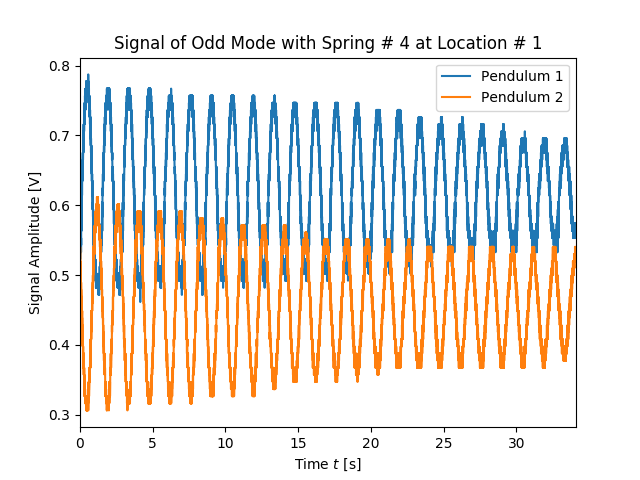 Signal of Odd Mode with Spring # 4 at Location # 1
Pendulum 1
Pendulum 2
Signal Amplitude [V]
0.8
0.7
0.6
0.5
0.4
0.3
0 5 10 15 20 25 30
Time t [s]